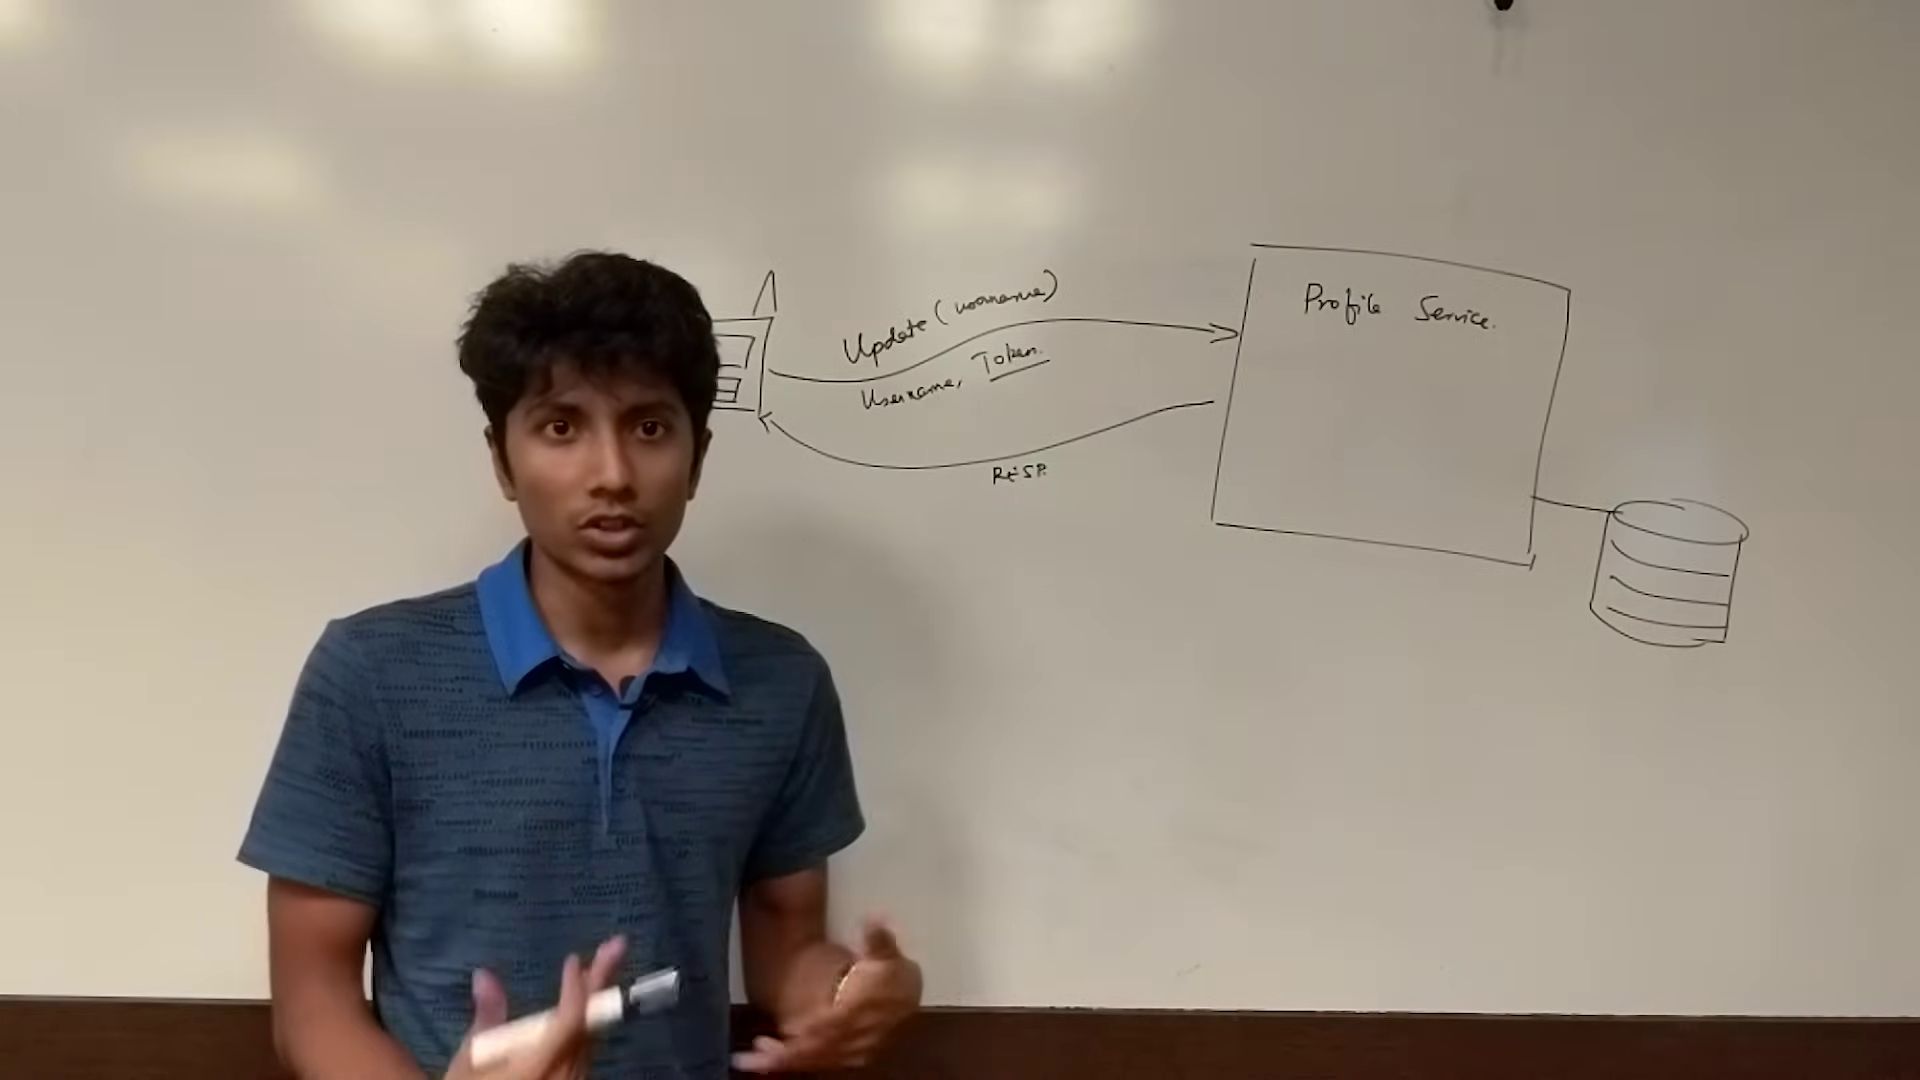 Update (username)
Username, Token.
RESP.
Profile Service.